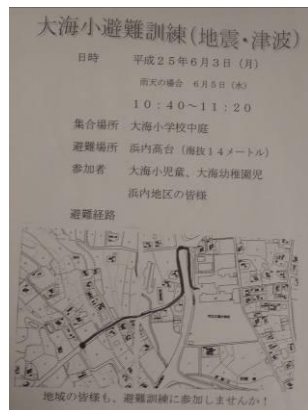 大海小避難訓練(地震・津波)
日時 平成25年6月3日(月)
雨天の場合 6月5日(水)
10:40~11:20
集合場所 大海小学校中庭
避難場所 浜内高台(海抜14メートル)
参加者 大海小児童、大海幼稚園児
浜内地区の皆様
避難経路
地域の皆様も、避難訓練に参加しませんか!